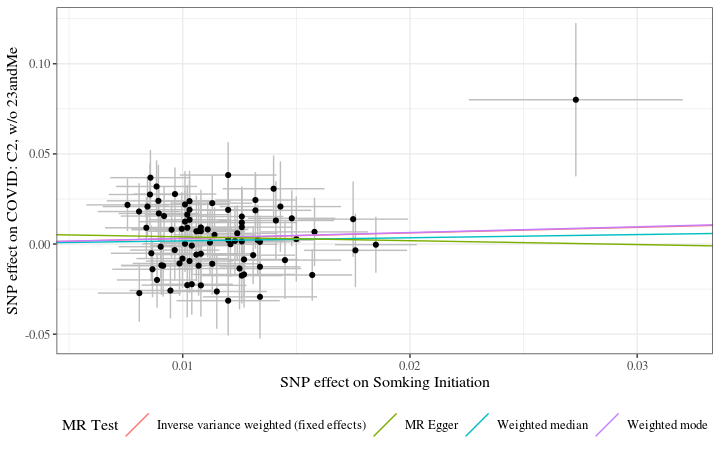 SNP effect on COVID: C2, w/o 23andMe
0.10
0.05
0.00
-0.05
0.01
0.02
0.03
SNP effect on Somking Initiation
MR Test
Inverse variance weighted (fixed effects)
MR Egger
Weighted median
Weighted mode